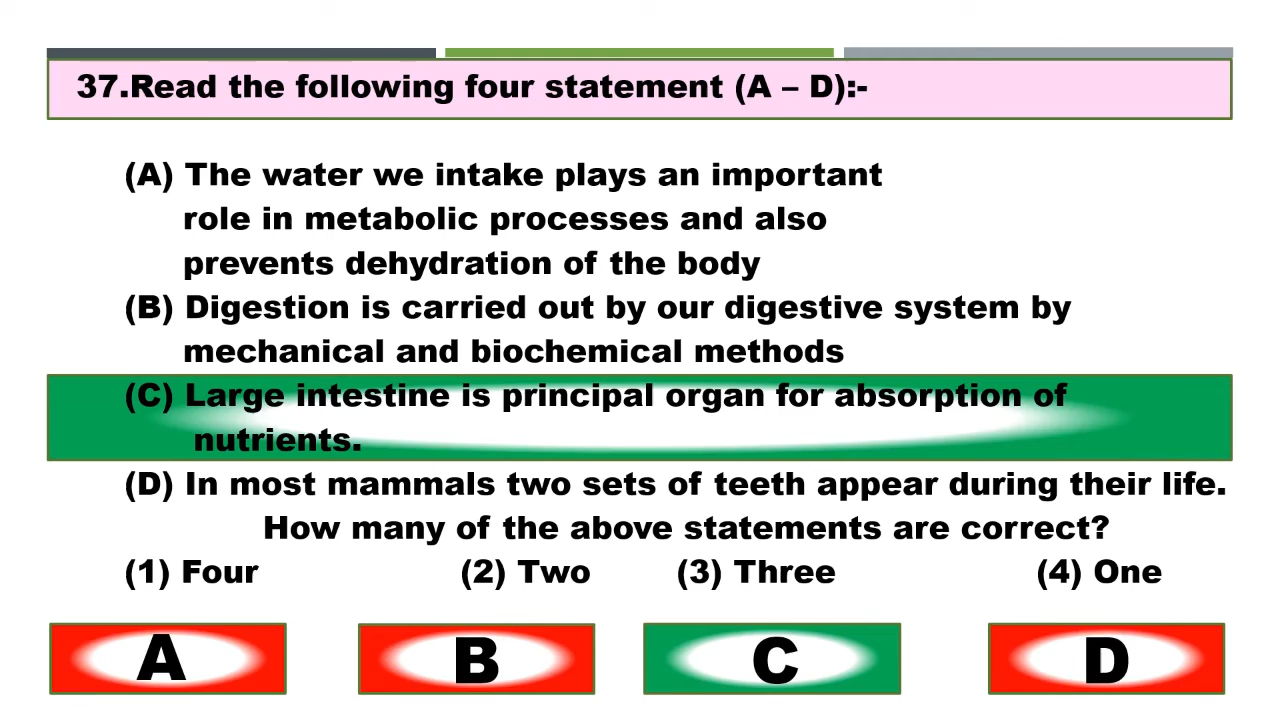 37.Read the following four statement (A – D):-
(A) The water we intake plays an important
role in metabolic processes and also
prevents dehydration of the body
(B) Digestion is carried out by our digestive system by
mechanical and biochemical methods
(C) Large intestine is principal organ for absorption of
nutrients.
(D) In most mammals two sets of teeth appear during their life.
How many of the above statements are correct?
(1) Four (2) Two (3) Three (4) One
A B C D